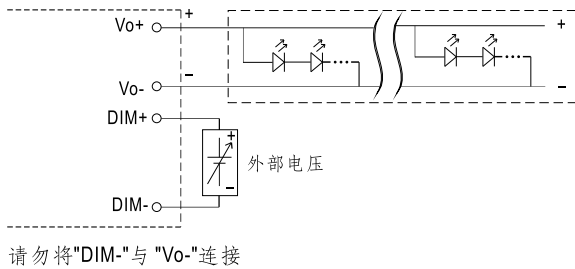 Vo+
+
+
Vo-
−
−
DIM+
+
外部电压
−
DIM-
请勿将"DIM-"与 "Vo-"连接